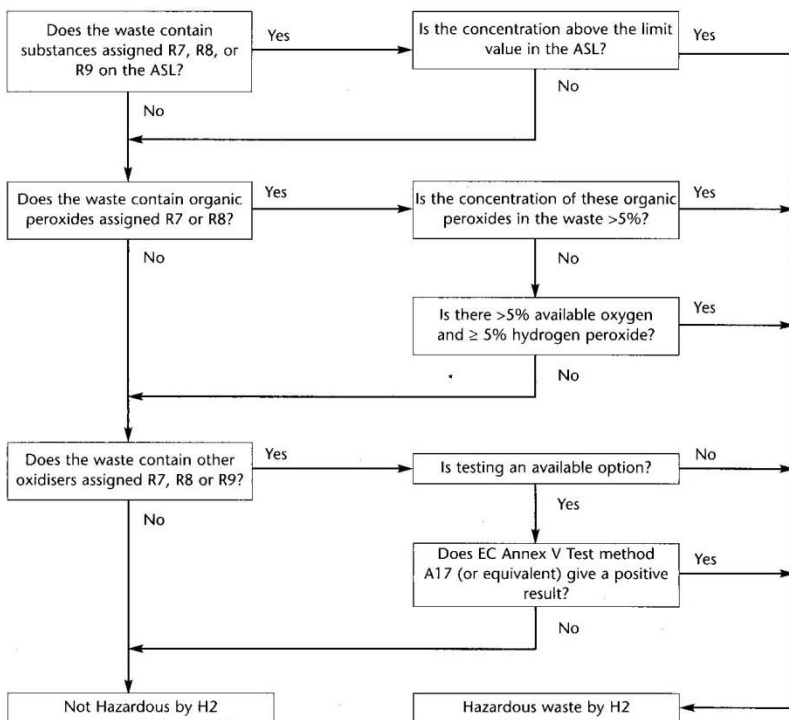 Does the waste contain
substances assigned R7, R8, or
R9 on the ASL?
Yes
Is the concentration above the limit
value in the ASL?
Yes
No
No
Does the waste contain organic
peroxides assigned R7 or R8?
Yes
Is the concentration of these organic
peroxides in the waste >5%?
Yes
No
No
Is there >5% available oxygen
and ≥ 5% hydrogen peroxide?
Yes
No
Does the waste contain other
oxidisers assigned R7, R8 or R9?
Yes
Is testing an available option?
No
No
Yes
Does EC Annex V Test method
A17 (or equivalent) give a positive
result?
Yes
No
Not Hazardous by H2
Hazardous waste by H2